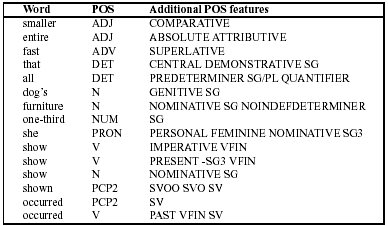 Word POS Additional POS features
smaller ADJ COMPARATIVE
entire ADJ ABSOLUTE ATTRIBUTIVE
fast ADV SUPERLATIVE
that DET CENTRAL DEMONSTRATIVE SG
all DET PREDETERMINER SG/PL QUANTIFIER
dog's N GENITIVE SG
furniture N NOMINATIVE SG NOINDEFDETERMINER
one-third NUM SG
she PRON PERSONAL FEMININE NOMINATIVE SG3
show V IMPERATIVE VFIN
show V PRESENT -SG3 VFIN
show N NOMINATIVE SG
shown PCP2 SVOO SVO SV
occurred PCP2 SV
occurred V PAST VFIN SV